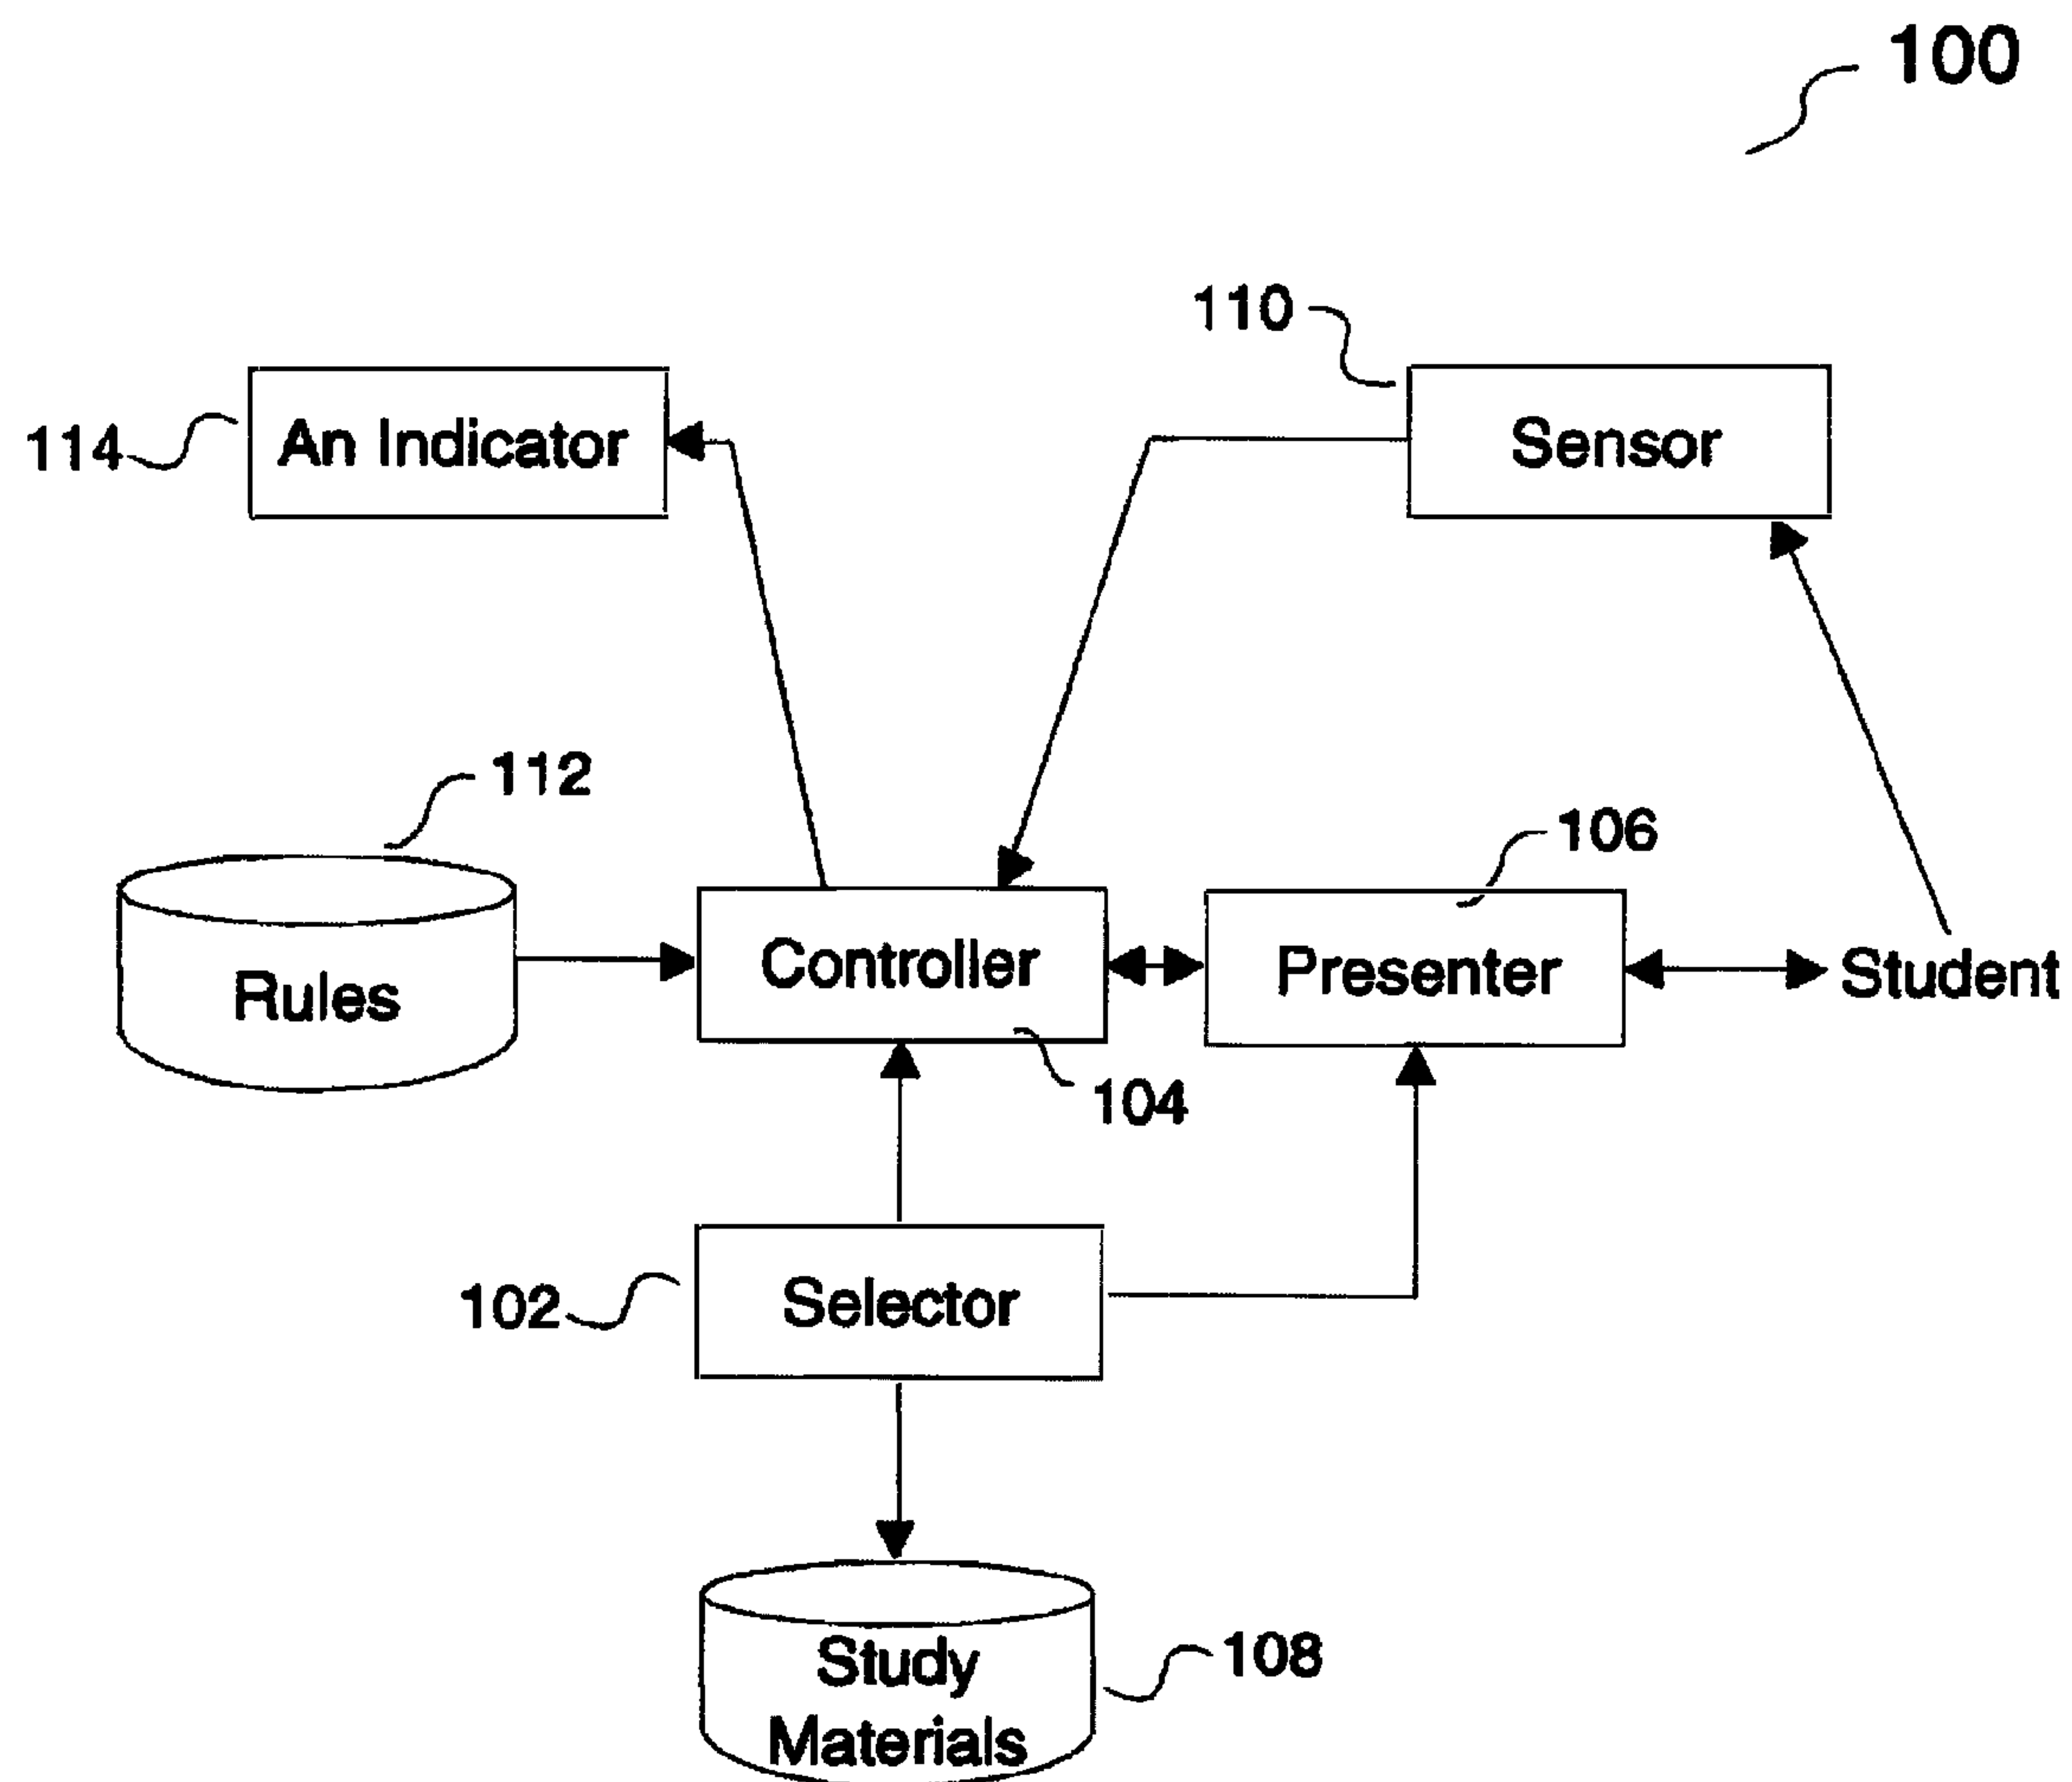 100
110
114
An Indicator
Sensor
112
106
Rules
Controller
Presenter
Student
104
102
Selector
108
Study
Materials